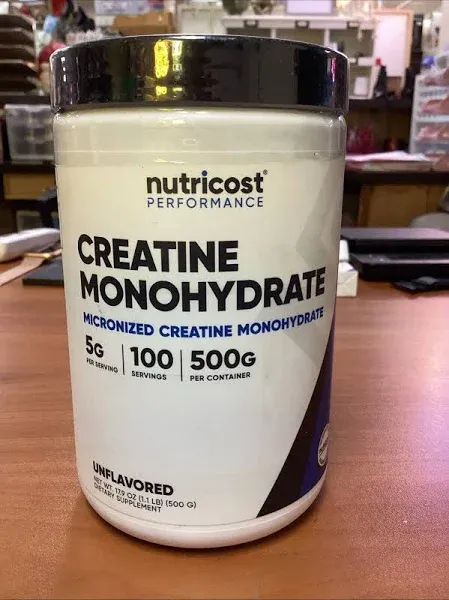 nutricost®
PERFORMANCE
CREATINE
MONOHYDRATE
MICRONIZED CREATINE MONOHYDRATE
5G
PER SERVING
100
SERVINGS
500G
PER CONTAINER
UNFLAVORED
NET WT. 17.9 OZ (1.1 LB) (500 G)
DIETARY SUPPLEMENT